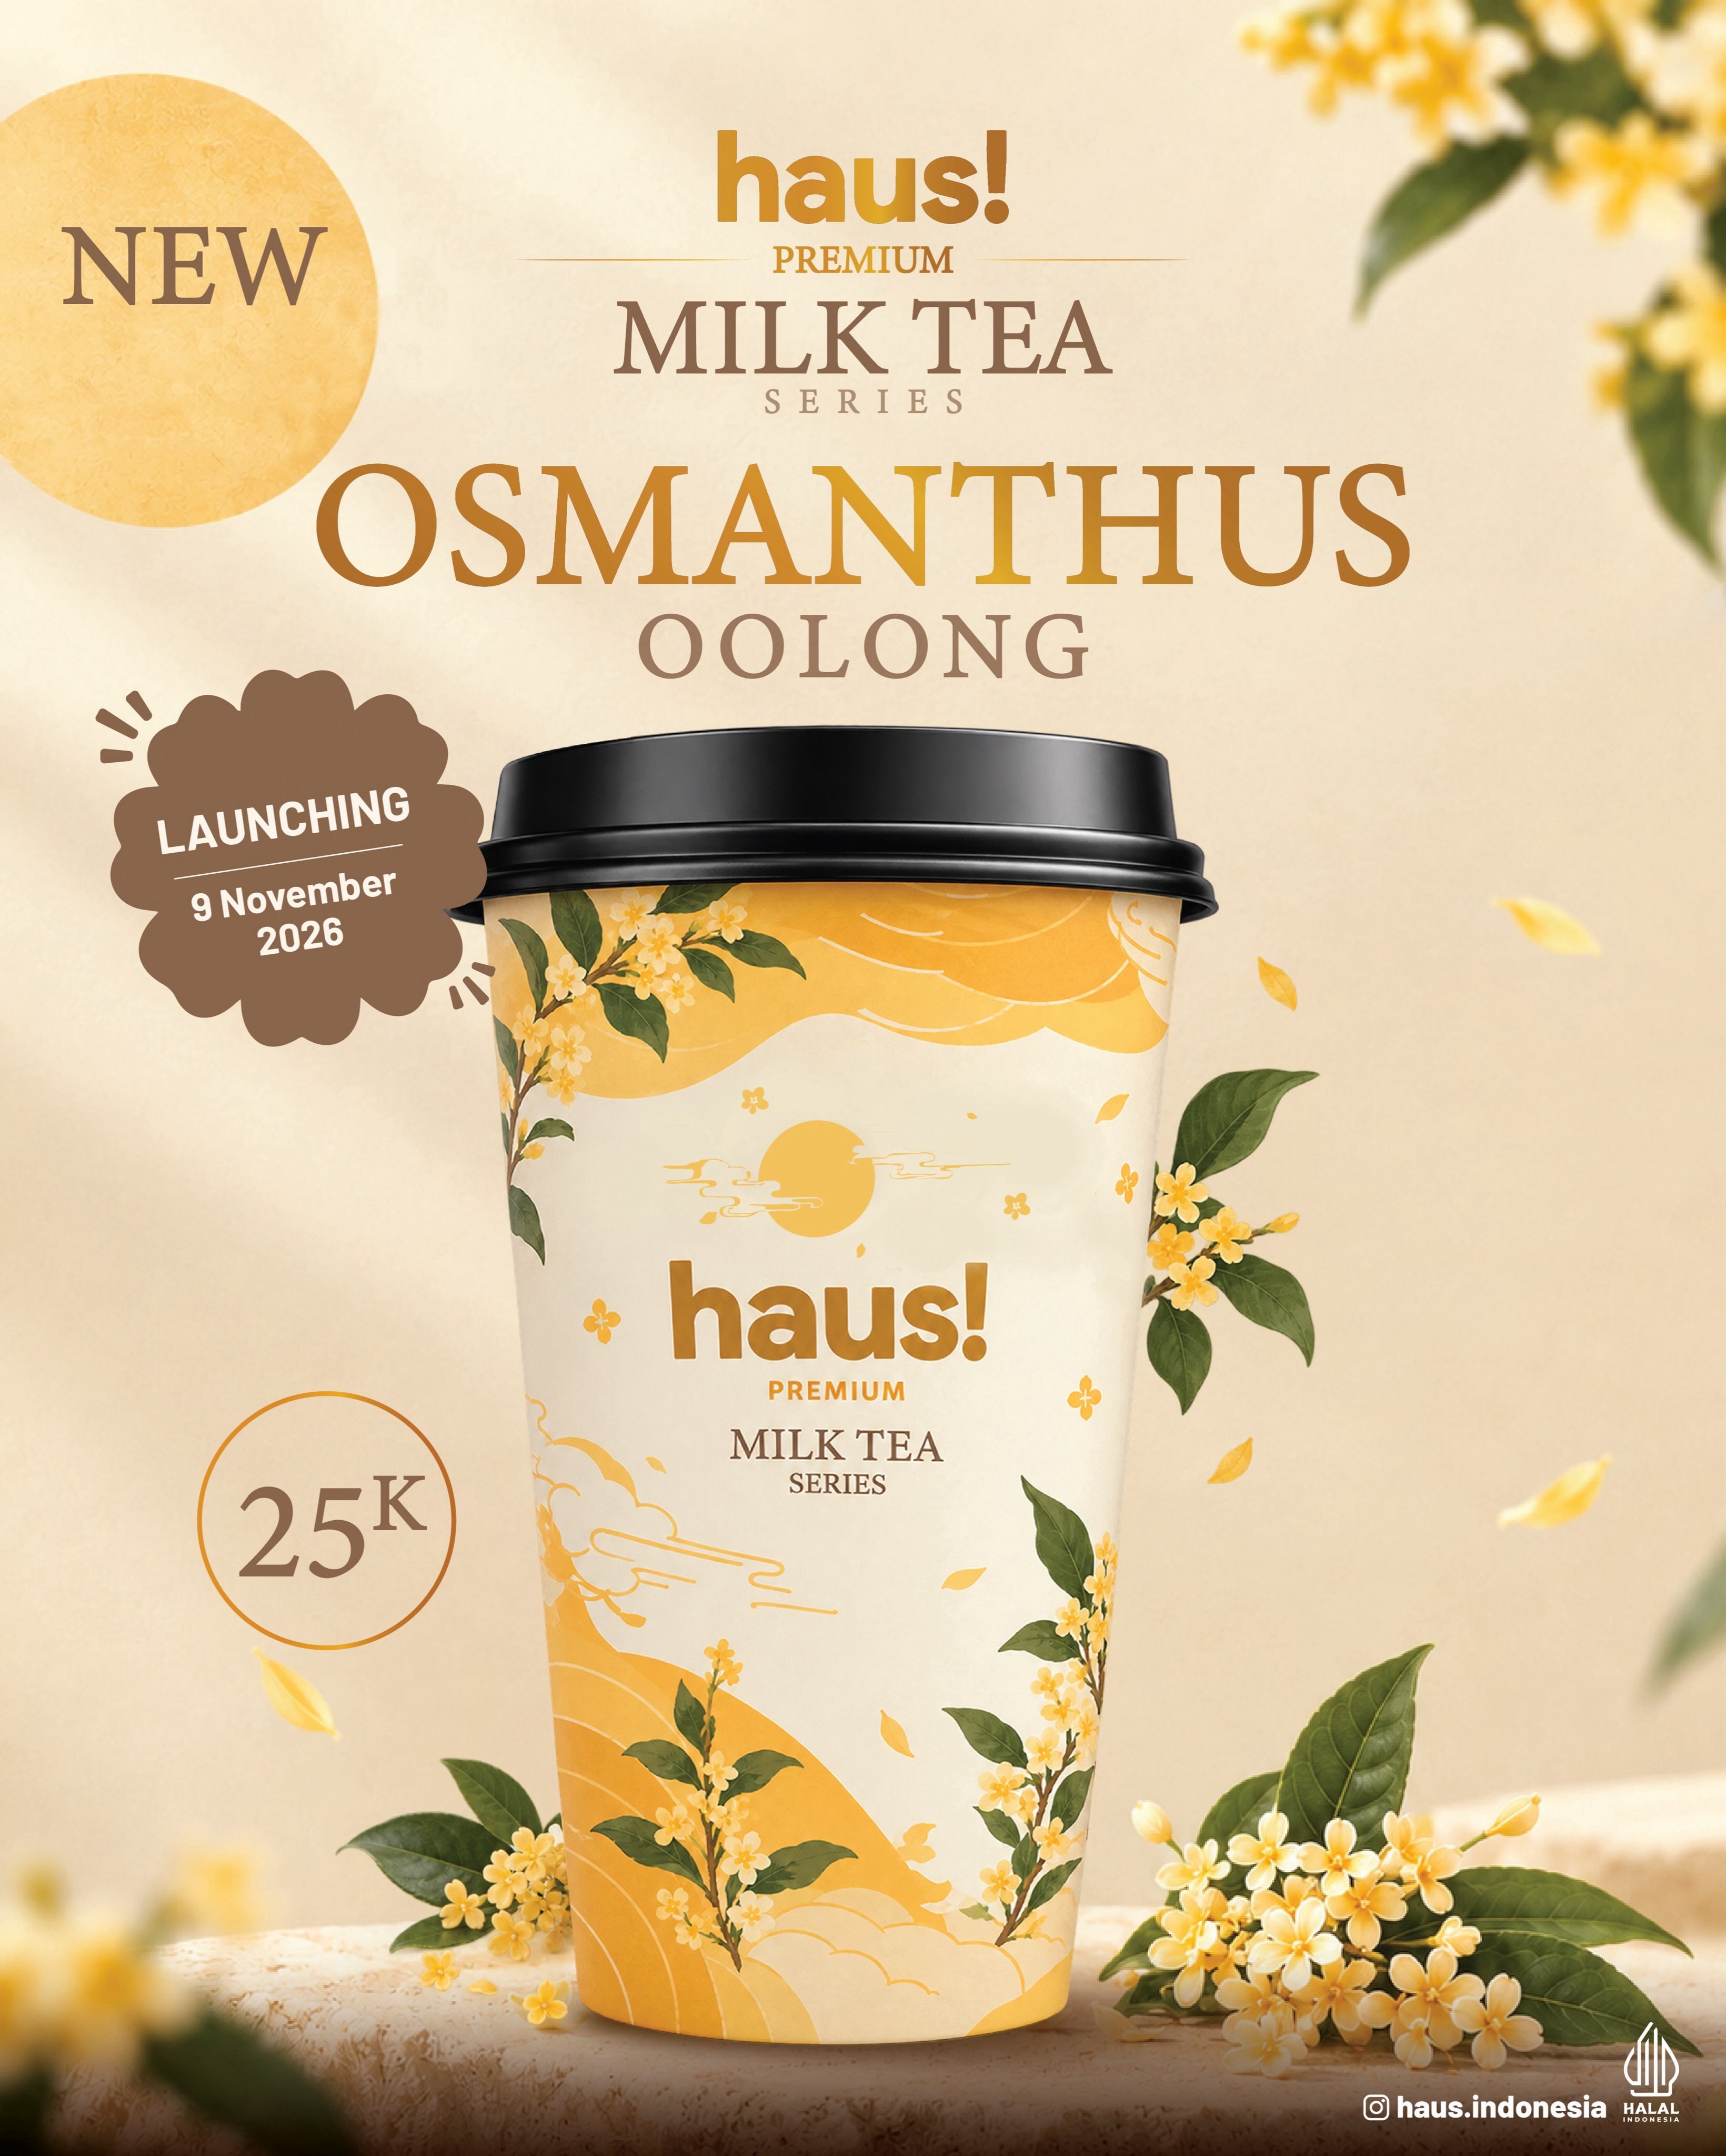 NEW
haus!
PREMIUM
MILK TEA
SERIES
OSMANTHUS
OOLONG
LAUNCHING
9 November
2026
haus!
PREMIUM
MILK TEA
SERIES
25K
haus.indonesia
HALAL
INDONESIA